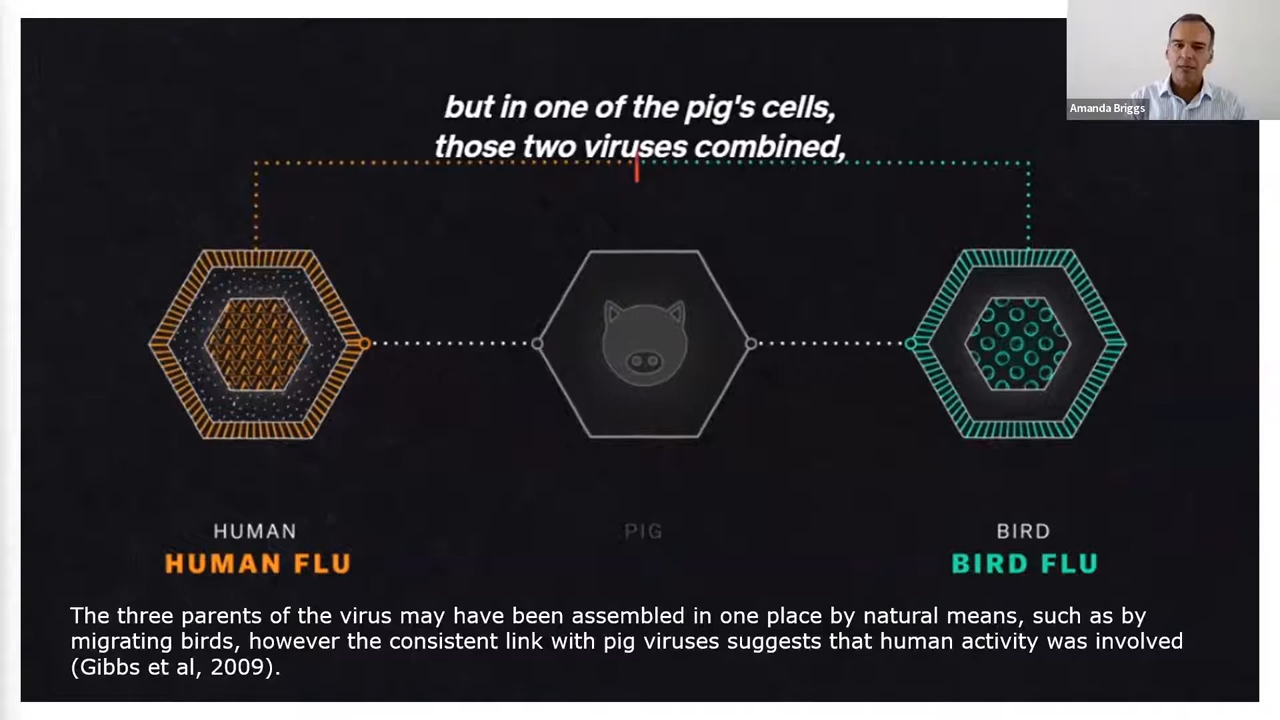 but in one of the pig's cells,
those two viruses combined,
Amanda Briggs
HUMAN
HUMAN FLU
PIG
BIRD
BIRD FLU
The three parents of the virus may have been assembled in one place by natural means, such as by
migrating birds, however the consistent link with pig viruses suggests that human activity was involved
(Gibbs et al, 2009).